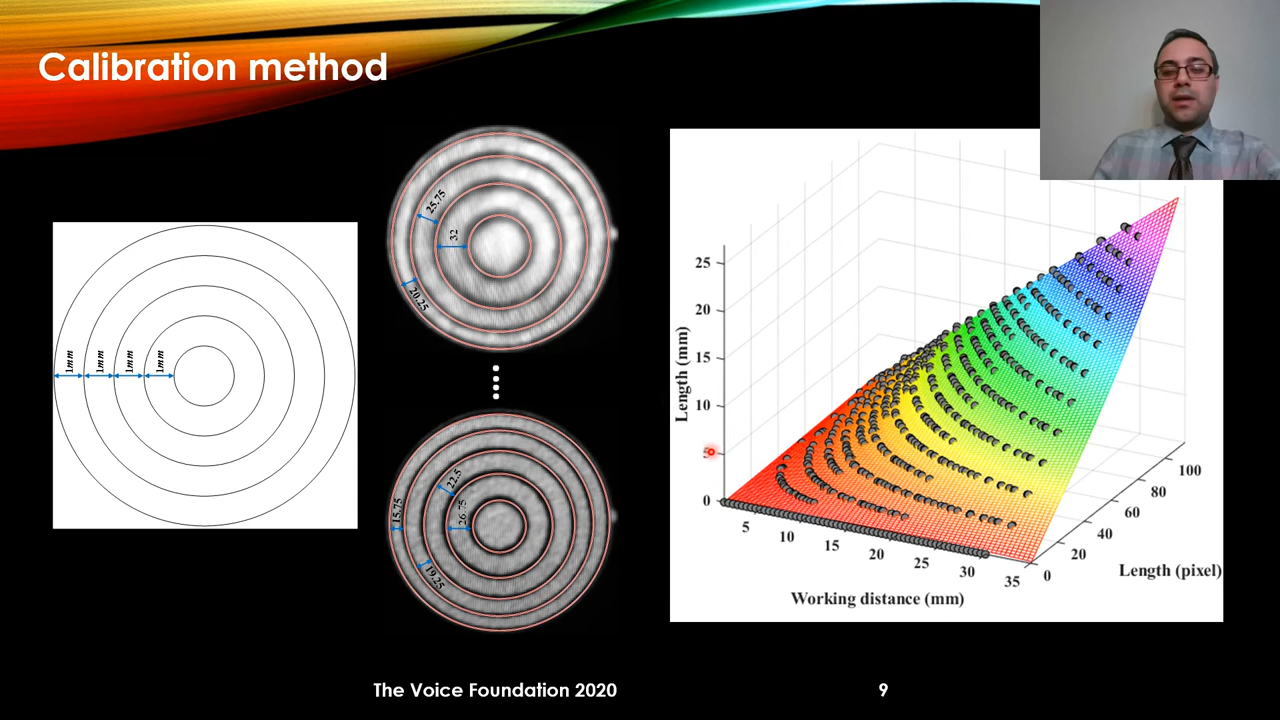 Calibration method
1mm
1mm
1mm
1mm
25.75
32
20.25
22.5
15.75
26.75
19.25
25
20
15
10
0
Length (mm)
5
10
15
20
25
30
35
Working distance (mm)
0
20
40
60
80
100
Length (pixel)
The Voice Foundation 2020
9